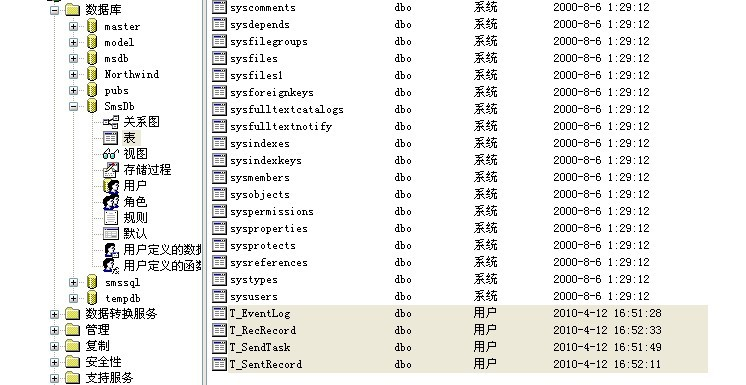 数据库
master
model
msdb
Northwind
pubs
SmsDb
关系图
表
视图
存储过程
用户
角色
规则
默认
用户定义的数据
用户定义的函数
smssql
tempdb
数据转换服务
管理
复制
安全性
支持服务
syscomments dbo 系统 2000-8-6 1:29:12
sysdepends dbo 系统 2000-8-6 1:29:12
sysfilegroups dbo 系统 2000-8-6 1:29:12
sysfiles dbo 系统 2000-8-6 1:29:12
sysfiles1 dbo 系统 2000-8-6 1:29:12
sysforeignkeys dbo 系统 2000-8-6 1:29:12
sysfulltextcatalogs dbo 系统 2000-8-6 1:29:12
sysfulltextnotify dbo 系统 2000-8-6 1:29:12
sysindexes dbo 系统 2000-8-6 1:29:12
sysindexkeys dbo 系统 2000-8-6 1:29:12
sysmembers dbo 系统 2000-8-6 1:29:12
sysobjects dbo 系统 2000-8-6 1:29:12
syspermissions dbo 系统 2000-8-6 1:29:12
sysproperties dbo 系统 2000-8-6 1:29:12
sysprotects dbo 系统 2000-8-6 1:29:12
sysreferences dbo 系统 2000-8-6 1:29:12
systypes dbo 系统 2000-8-6 1:29:12
sysusers dbo 系统 2000-8-6 1:29:12
T_EventLog dbo 用户 2010-4-12 16:51:28
T_RecRecord dbo 用户 2010-4-12 16:52:33
T_SendTask dbo 用户 2010-4-12 16:51:49
T_SentRecord dbo 用户 2010-4-12 16:52:11